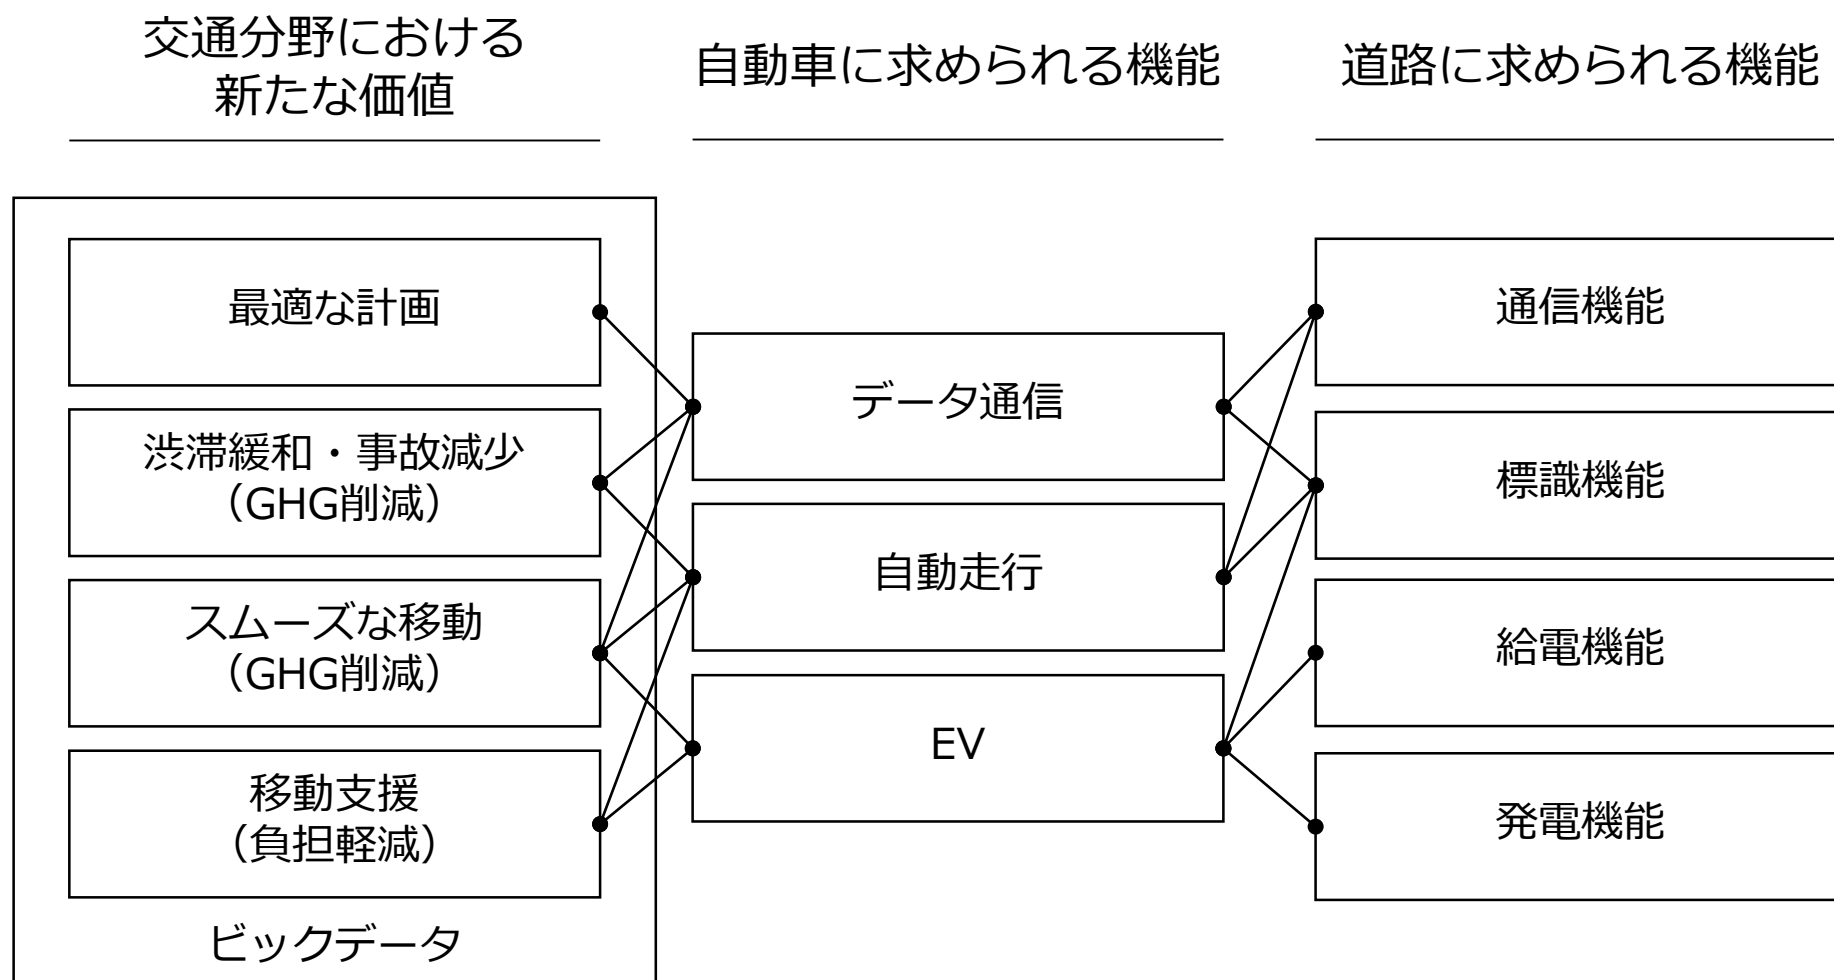 交通分野における
新たな価値
自動車に求められる機能
道路に求められる機能
最適な計画
渋滞緩和・事故減少
（GHG削減）
スムーズな移動
（GHG削減）
移動支援
（負担軽減）
ビックデータ
データ通信
自動走行
EV
通信機能
標識機能
給電機能
発電機能